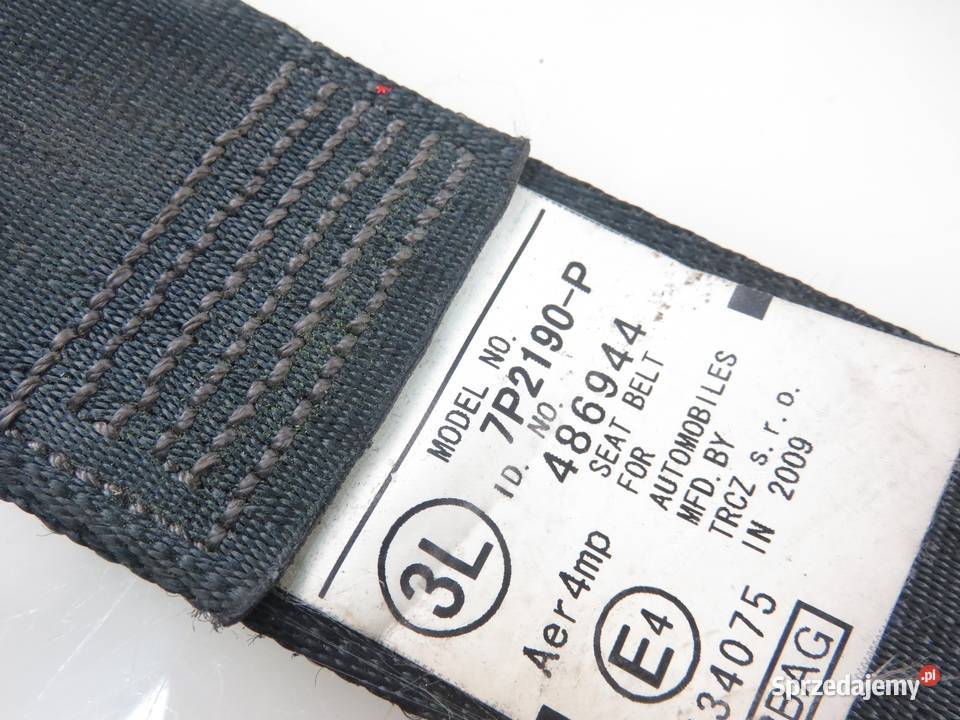 MODEL NO.
7P2190-P
ID. NO.
486944
SEAT BELT
FOR
AUTOMOBILES
MFD. BY
TRCZ s.r.o.
IN 2009
3L
Aer4mp
E4
34075
BAG
Sprzedajemy.pl